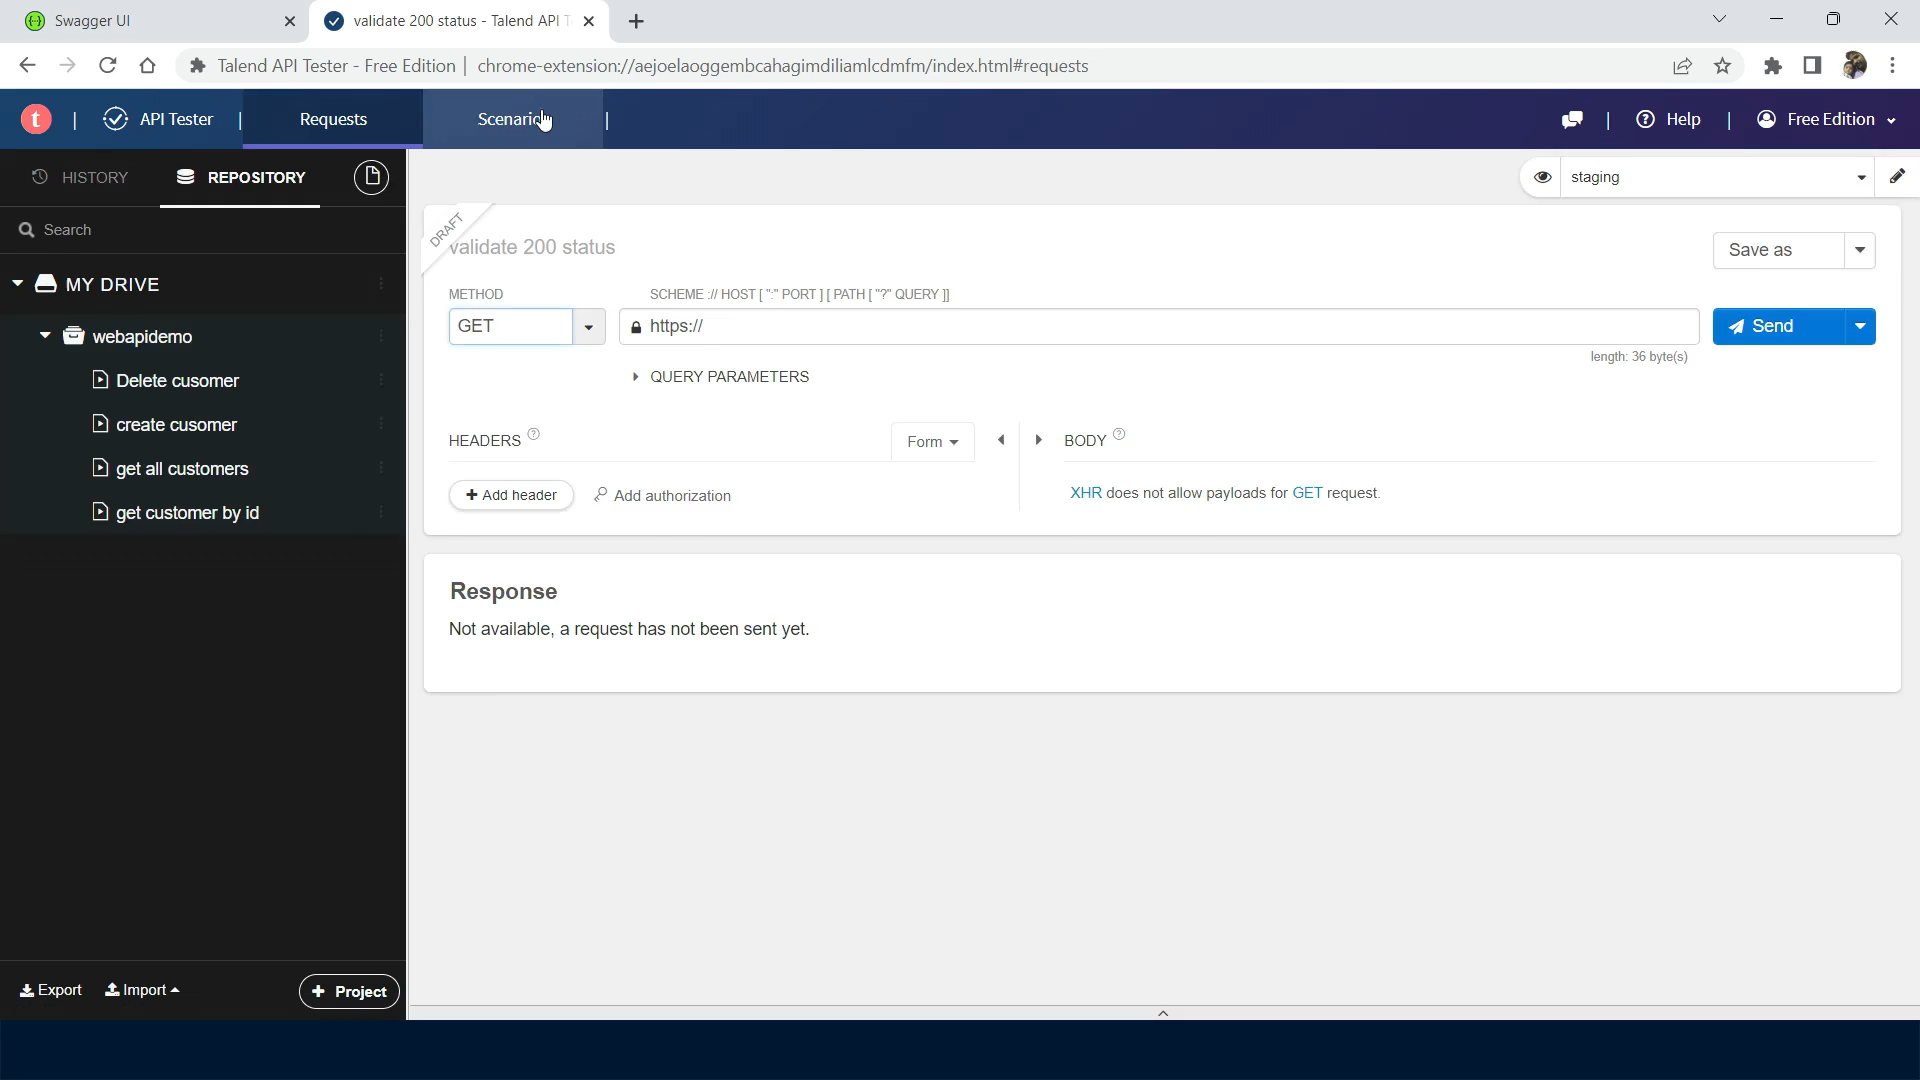 Swagger UI
validate 200 status - Talend API
Talend API Tester - Free Edition | chrome-extension://aejoelaoggembcahagimdiliamlcdmfm/index.html#requests
t | API Tester | Requests
|
| Help | Free Edition
HISTORY
REPOSITORY
staging
Search
DRAFT
validate 200 status
Save as
MY DRIVE
METHOD
SCHEME :// HOST [ ":" PORT ] [ PATH [ "?" QUERY ]]
GET
https://
Send
length: 36 byte(s)
QUERY PARAMETERS
webapidemo
Delete cusomer
create cusomer
get all customers
get customer by id
HEADERS ?
Form
BODY ?
+ Add header
Add authorization
XHR does not allow payloads for GET request.
Response
Not available, a request has not been sent yet.
Export
Import
+ Project